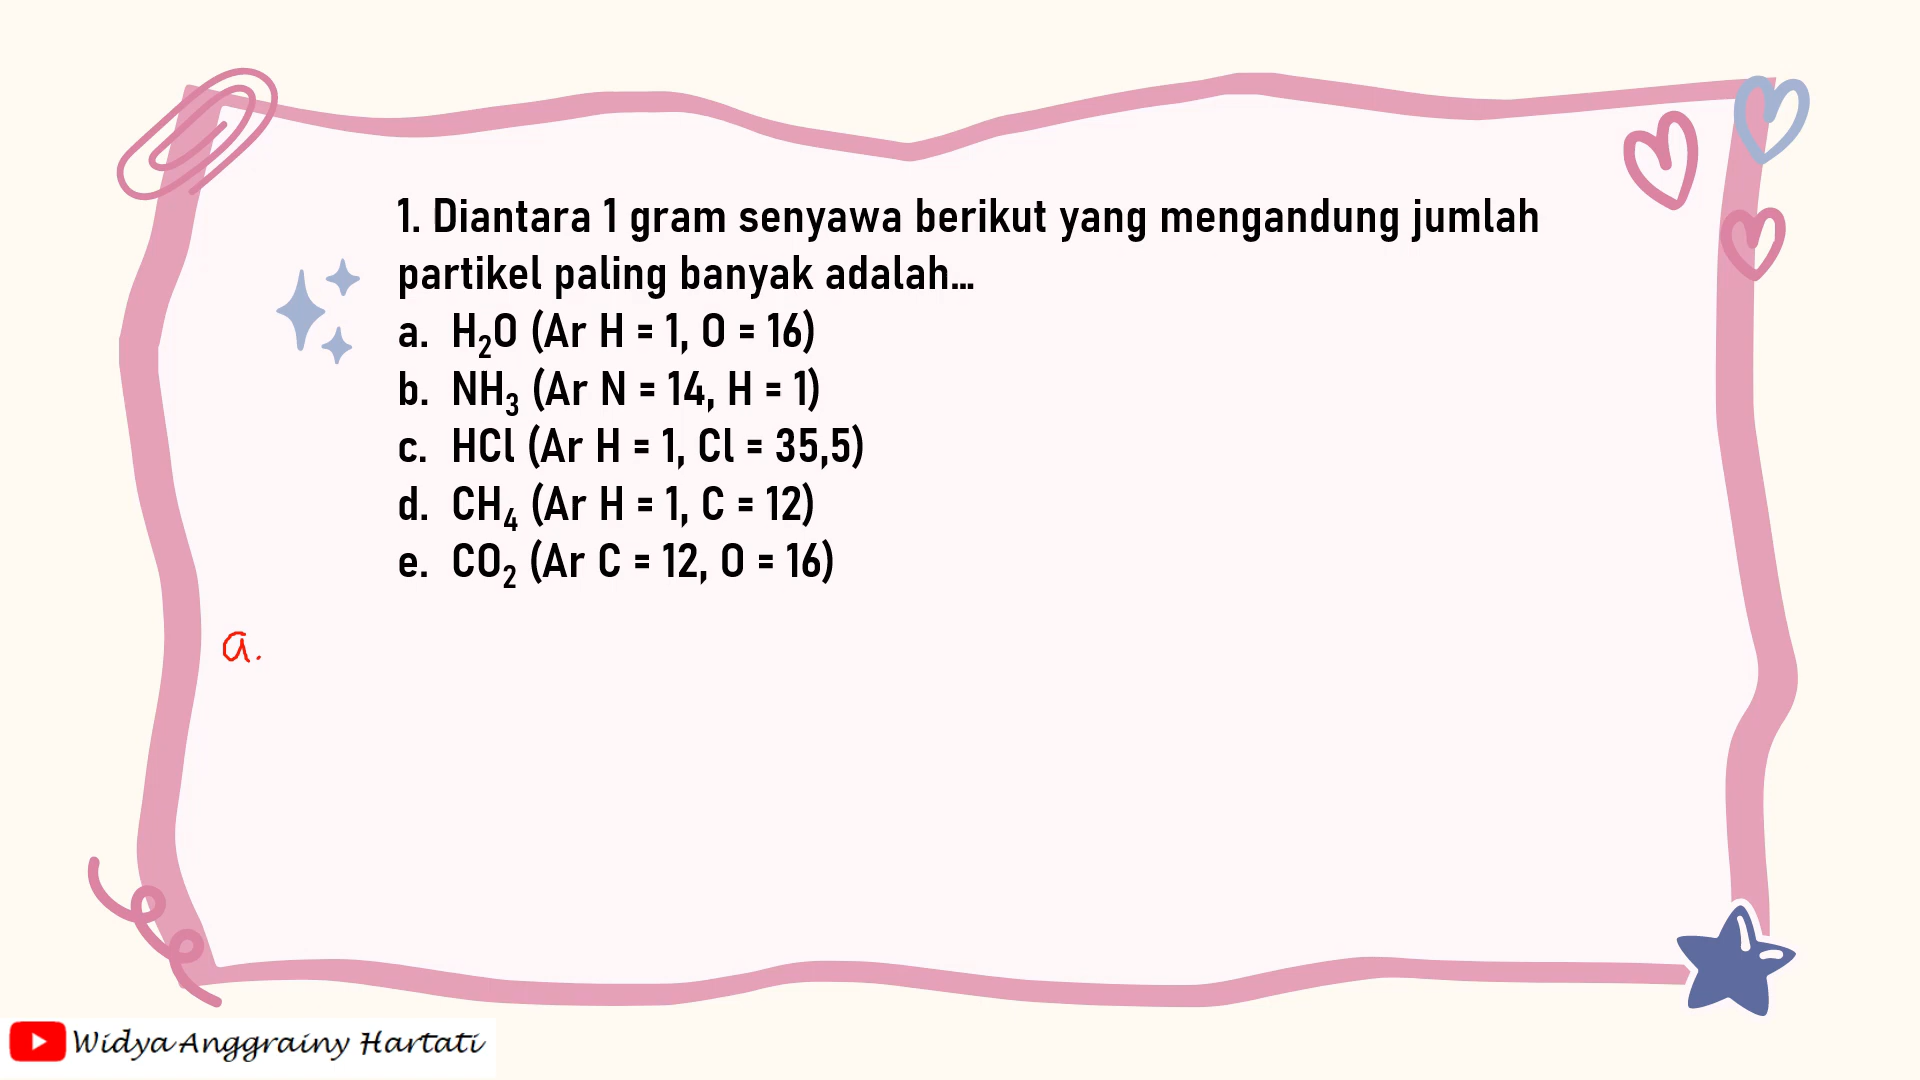 1. Diantara 1 gram senyawa berikut yang mengandung jumlah
partikel paling banyak adalah...
a. H₂O (Ar H = 1, O = 16)
b. NH₃ (Ar N = 14, H = 1)
c. HCl (Ar H = 1, Cl = 35,5)
d. CH₄ (Ar H = 1, C = 12)
e. CO₂ (Ar C = 12, O = 16)
a.
Widya Anggrainy Hartati